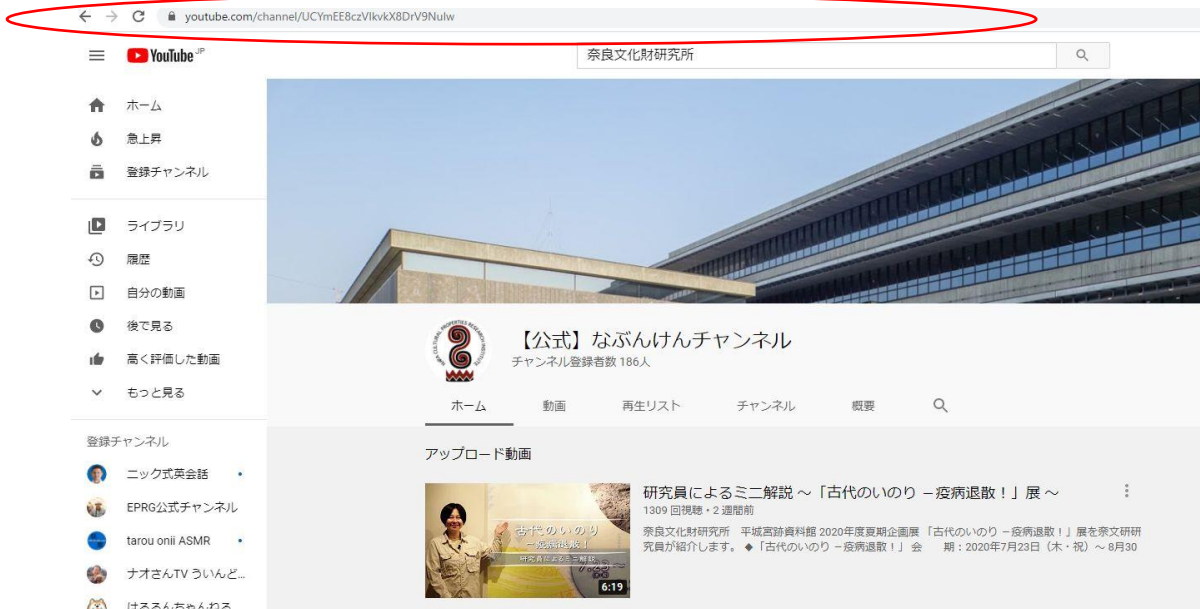 youtube.com/channel/UCYmEE8czVIkvkX8DrV9NuIw
YouTube JP
奈良文化財研究所
ホーム
急上昇
登録チャンネル
ライブラリ
履歴
自分の動画
後で見る
高く評価した動画
もっと見る
登録チャンネル
ニック式英会話
EPRG公式チャンネル
tarou onii ASMR
ナオさんTV ういんど...
はるるんちゃんねる
【公式】なぶんけんチャンネル
チャンネル登録者数 186人
ホーム 動画 再生リスト チャンネル 概要
アップロード動画
古代のいのり
－疫病退散！
研究員によるミニ解説
6:19
研究員によるミニ解説 ～「古代のいのり －疫病退散！」展 ～
1309 回視聴・2 週間前
奈良文化財研究所　平城宮跡資料館 2020年度夏期企画展 「古代のいのり －疫病退散！」展を奈文研研
究員が紹介します。 ◆「古代のいのり －疫病退散！」 会　　期：2020年7月23日（木・祝）～ 8月30